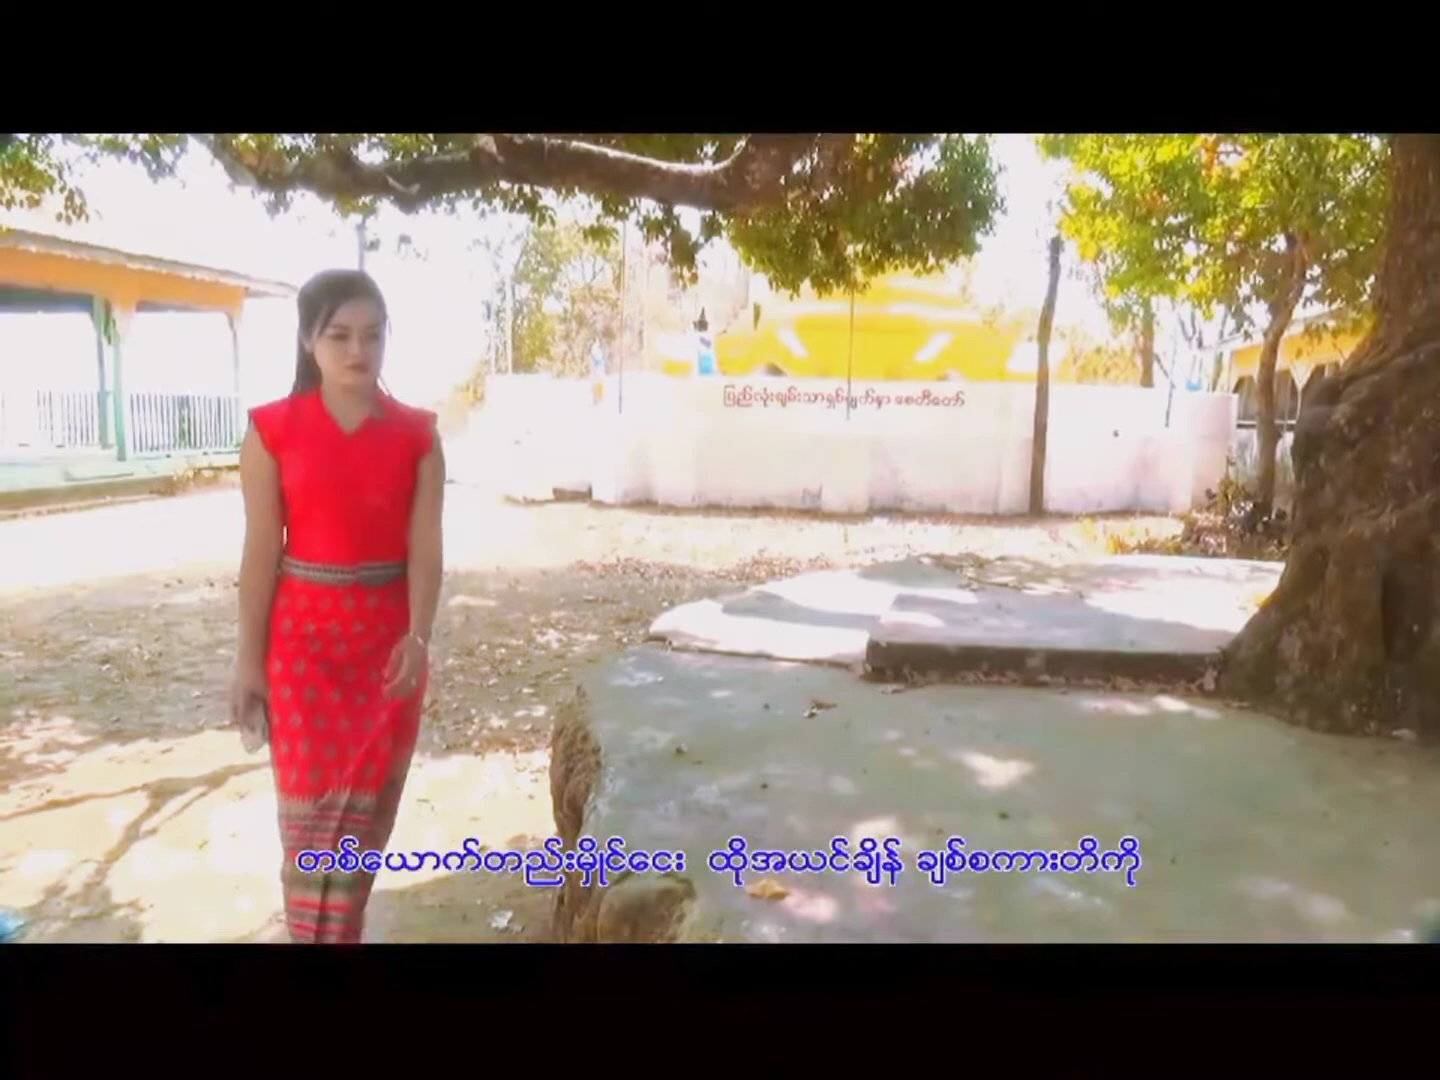 ပြည်လုံးချမ်းသာရှစ်မျက်နှာ စေတီတော်
တစ်ယောက်တည်းမှိုင်ငေး ထိုအယင်ချိန် ချစ်စကားတိကို